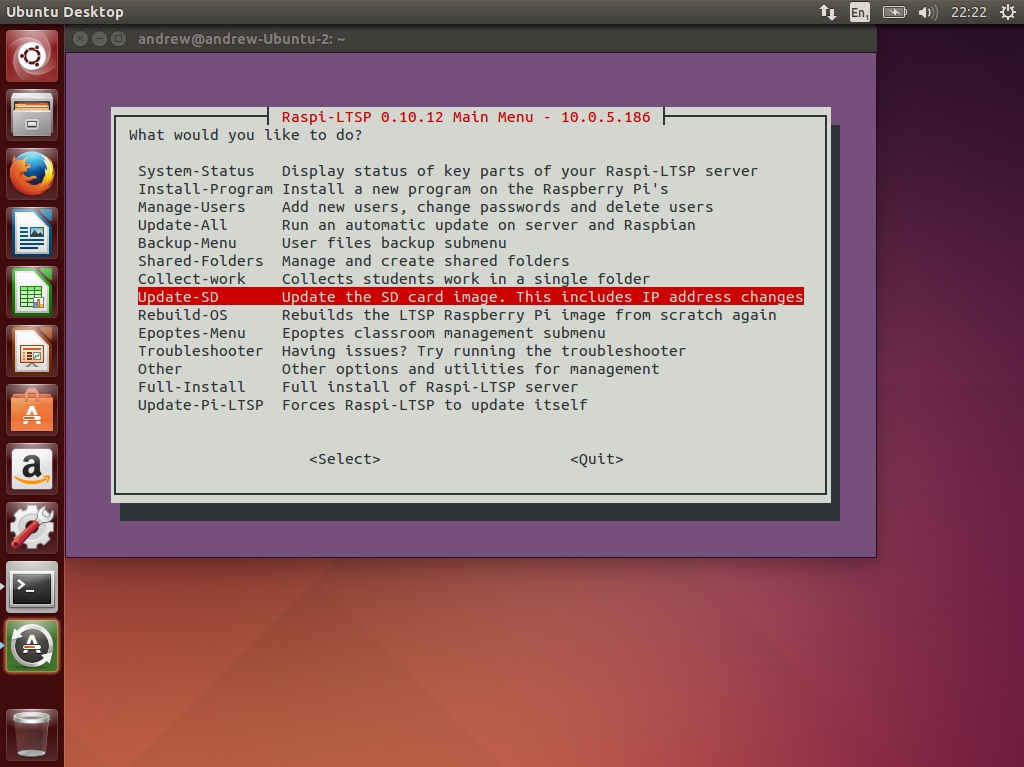 Ubuntu Desktop
En1
22:22
andrew@andrew-Ubuntu-2: ~
Raspi-LTSP 0.10.12 Main Menu - 10.0.5.186
What would you like to do?
System-Status Display status of key parts of your Raspi-LTSP server
Install-Program Install a new program on the Raspberry Pi's
Manage-Users Add new users, change passwords and delete users
Update-All Run an automatic update on server and Raspbian
Backup-Menu User files backup submenu
Shared-Folders Manage and create shared folders
Collect-work Collects students work in a single folder
Update-SD Update the SD card image. This includes IP address changes
Rebuild-OS Rebuilds the LTSP Raspberry Pi image from scratch again
Epoptes-Menu Epoptes classroom management submenu
Troubleshooter Having issues? Try running the troubleshooter
Other Other options and utilities for management
Full-Install Full install of Raspi-LTSP server
Update-Pi-LTSP Forces Raspi-LTSP to update itself
<Select> <Quit>